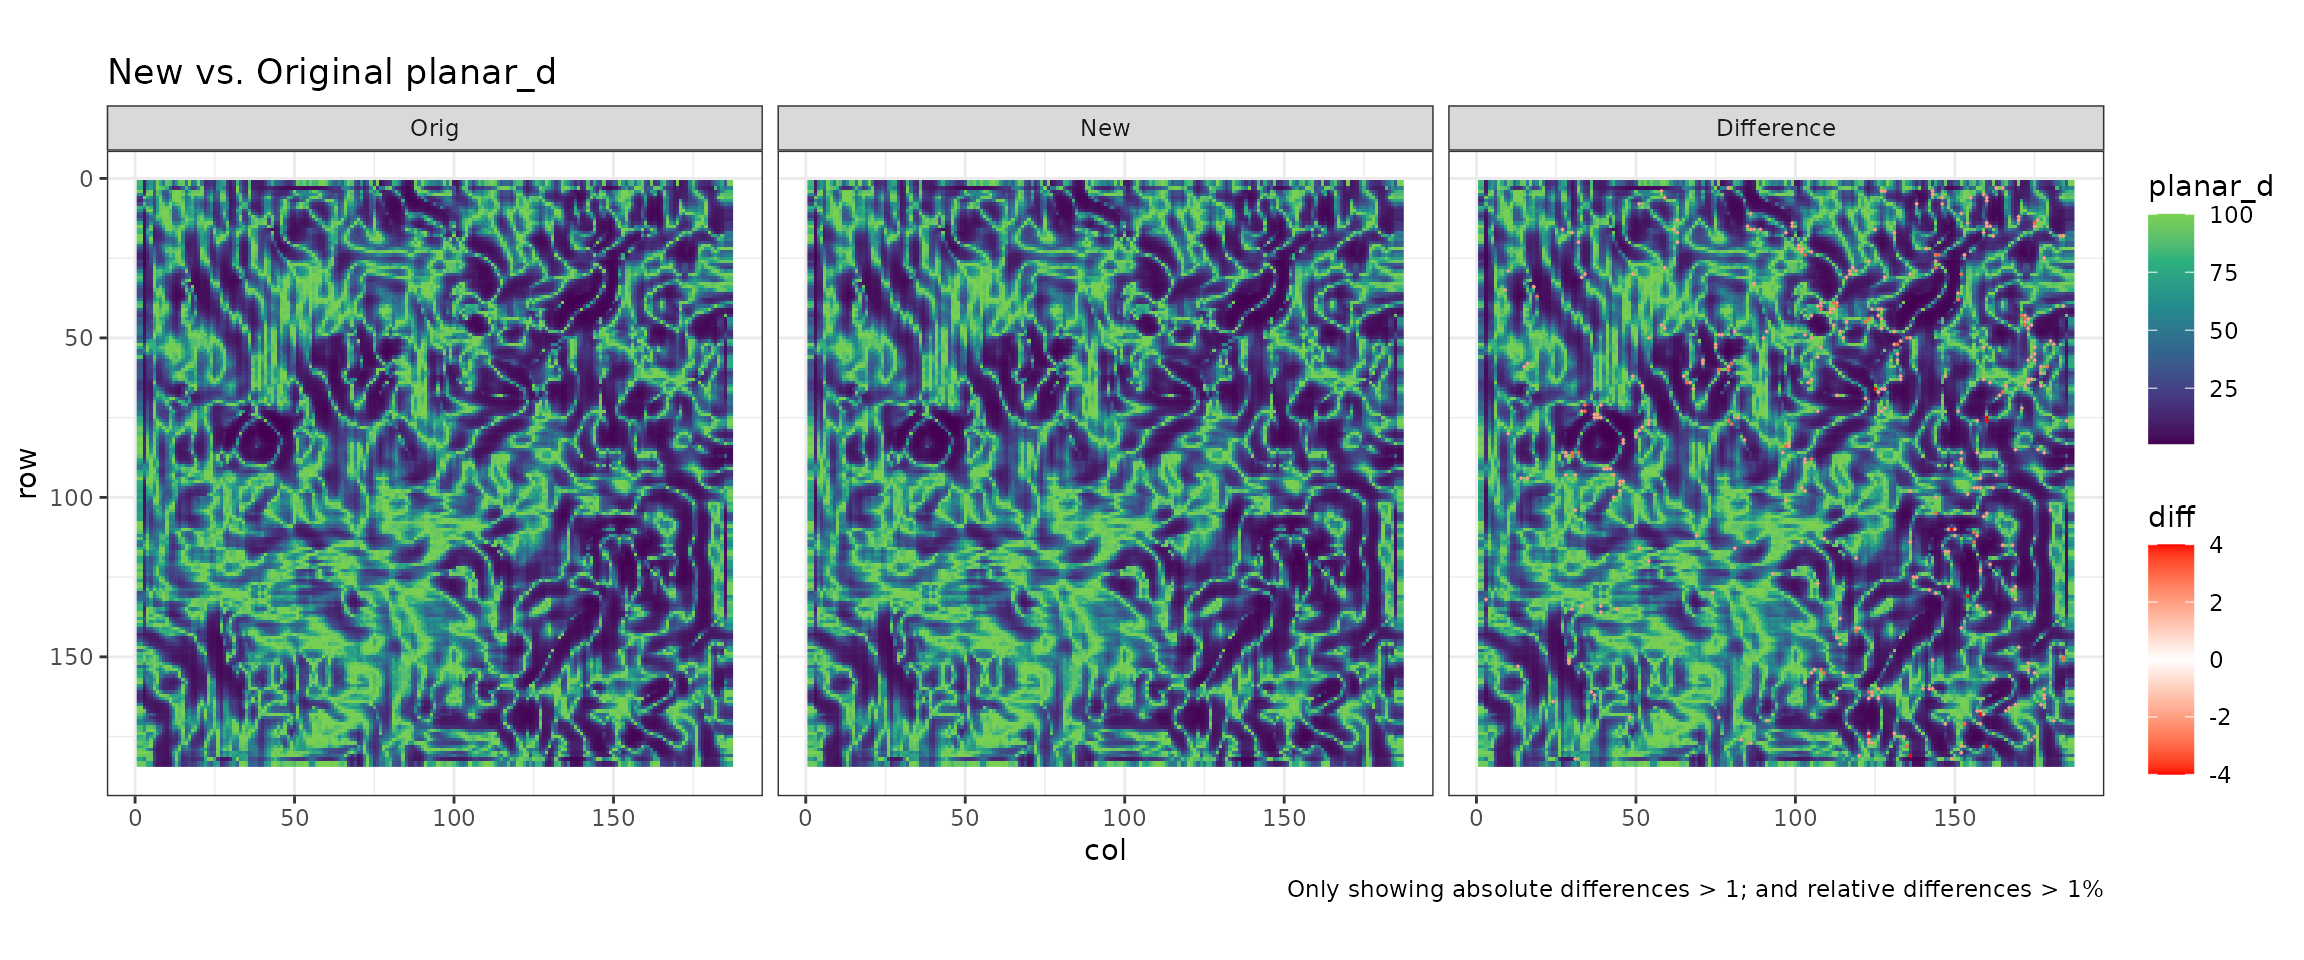 New vs. Original planar_d
Orig
New
Difference
row
0
50
100
150
0
50
100
150
0
50
100
150
0
50
100
150
col
planar_d
100
75
50
25
diff
4
2
0
-2
-4
Only showing absolute differences > 1; and relative differences > 1%